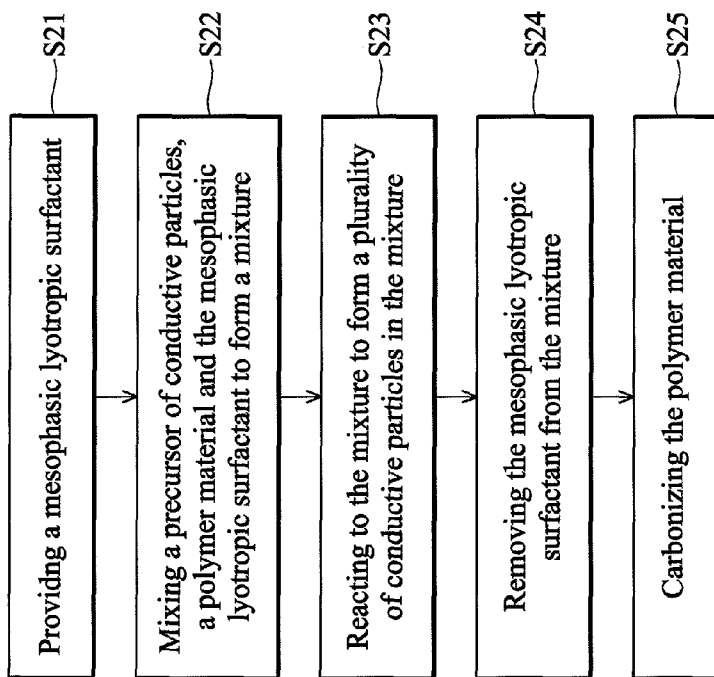 Providng a mesophasic lyotropic surfactant
S21
Mixing a precursor of conductive particles,
a polymer material and the mesophasic
lyotropic surfactant to form a mixture
S22
Reacting to the mixture to form a plurality
of conductive particles in the mixture
S23
Removing the mesophasic lyotropic
surfactant from the mixture
S24
Carbonizing the polymer material
S25